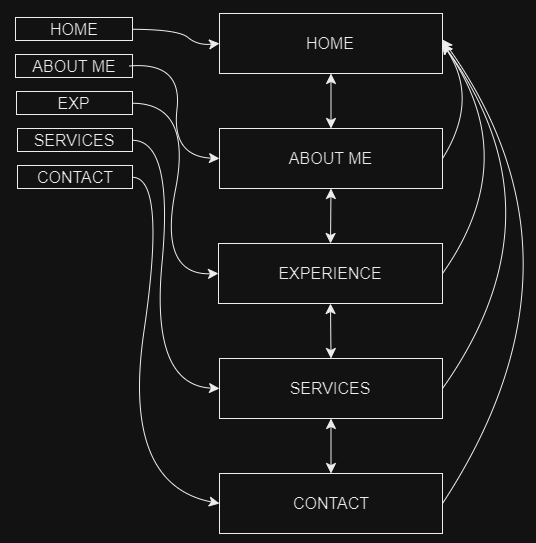 HOME
ABOUT ME
EXP
SERVICES
CONTACT
HOME
ABOUT ME
EXPERIENCE
SERVICES
CONTACT